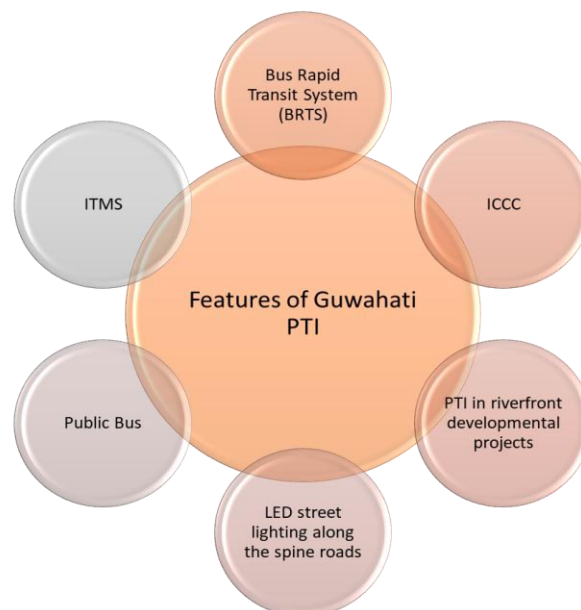 Bus Rapid
Transit System
(BRTS)
ITMS
ICCC
Features of Guwahati
PTI
Public Bus
PTI in riverfront
developmental
projects
LED street
lighting along
the spine roads